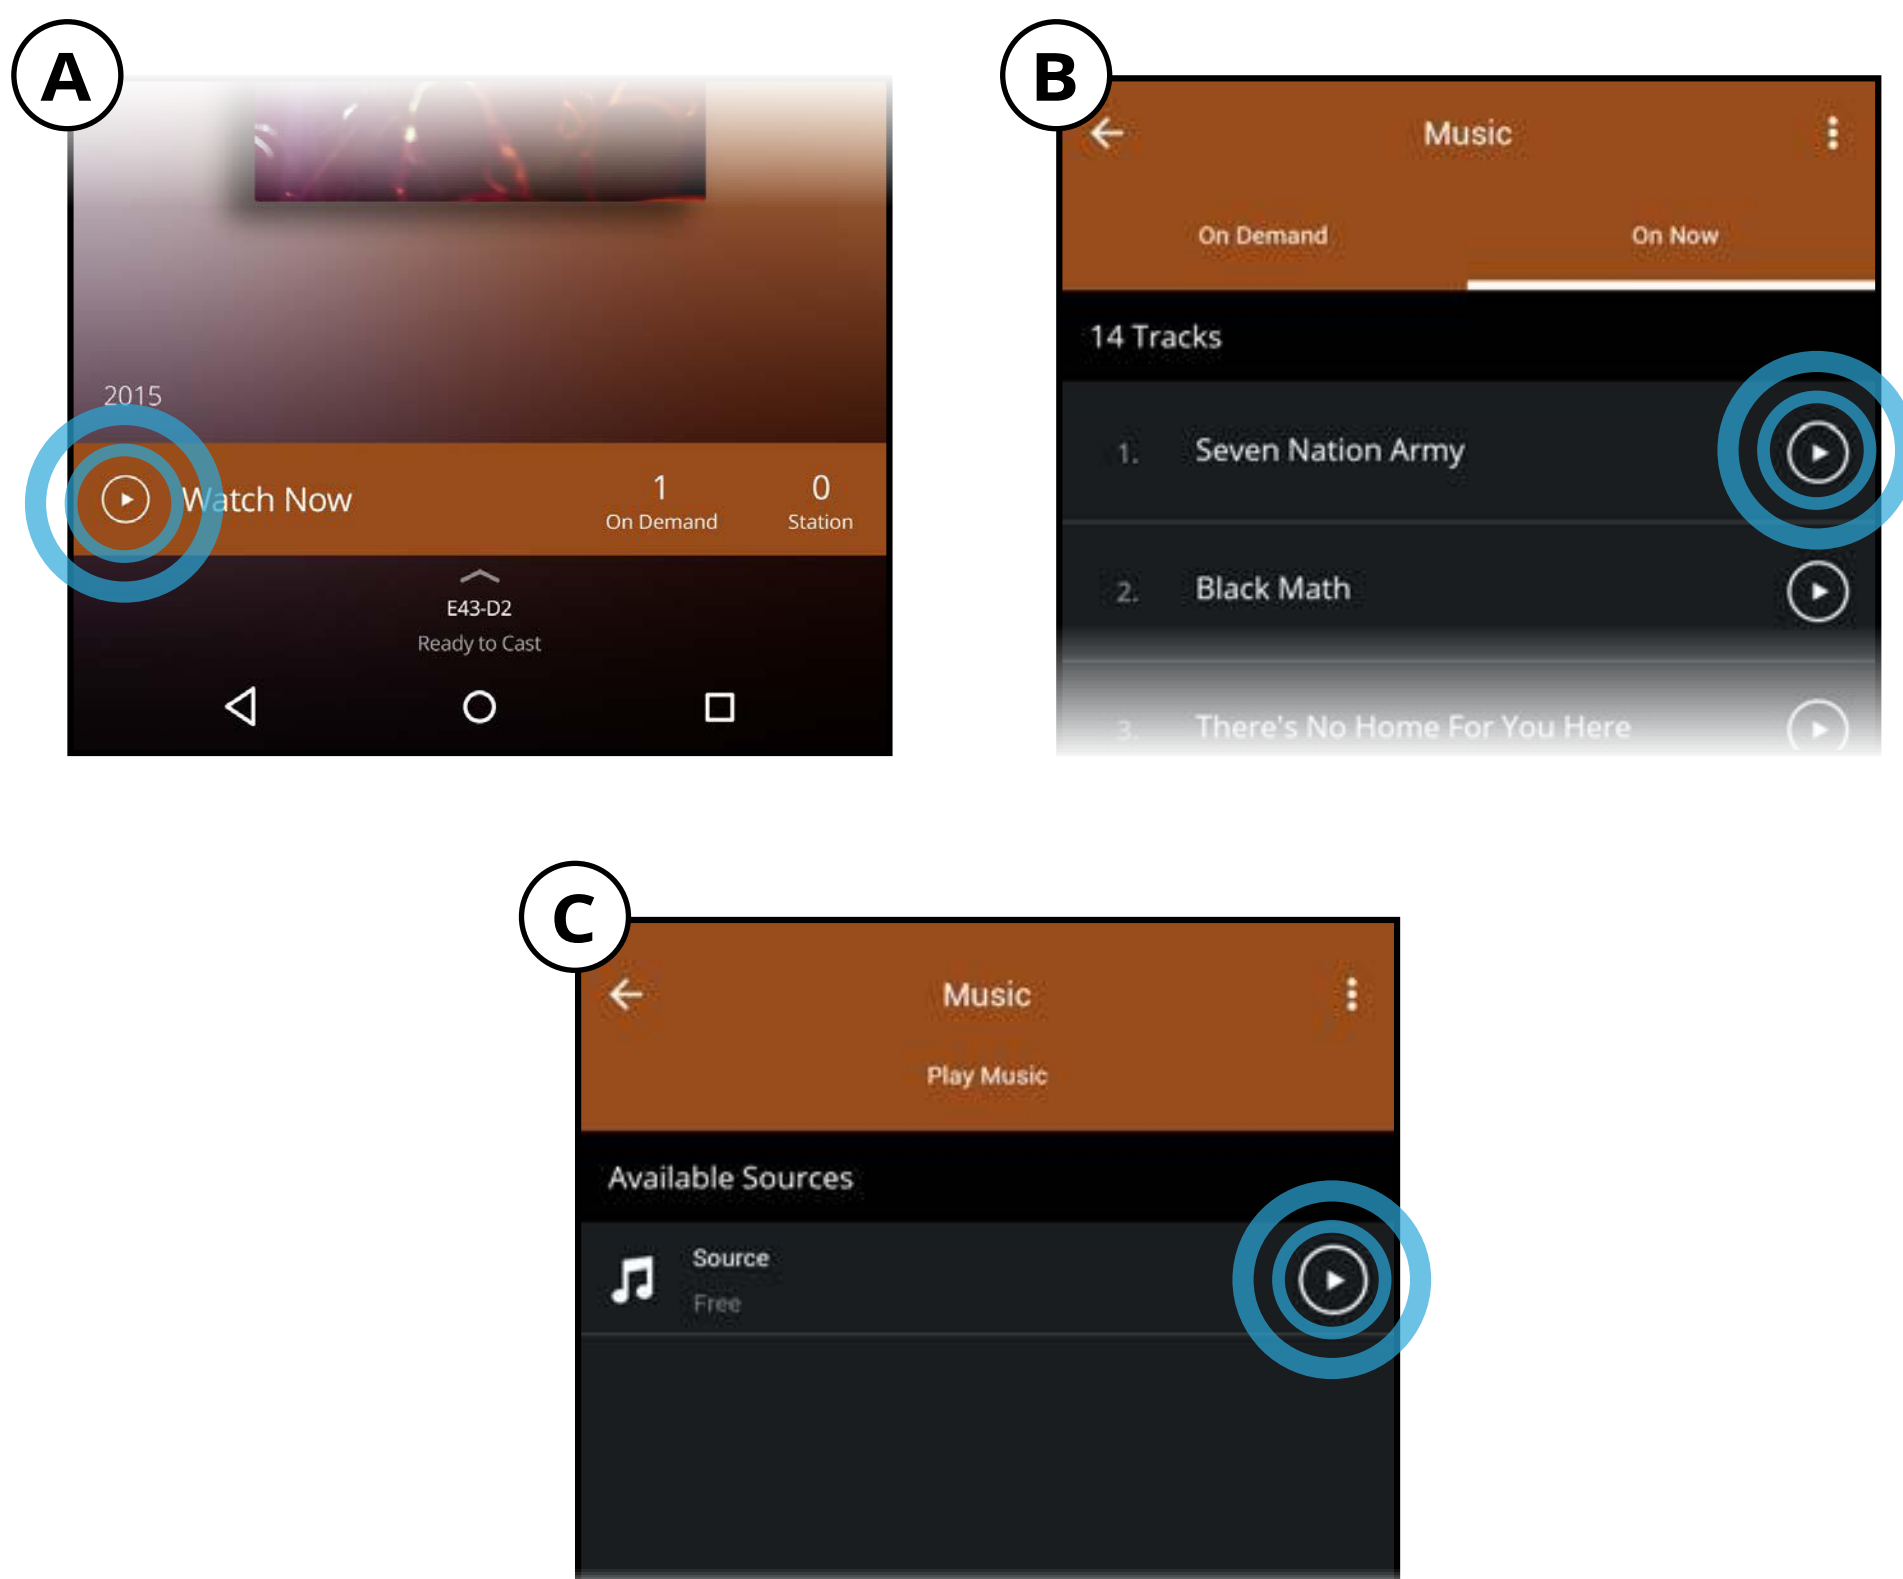 A
2015
Watch Now
1
On Demand
0
Station
E43-D2
Ready to Cast
B
Music
On Demand
On Now
14 Tracks
1. Seven Nation Army
2. Black Math
3. There's No Home For You Here
C
Music
Play Music
Available Sources
Source
Free